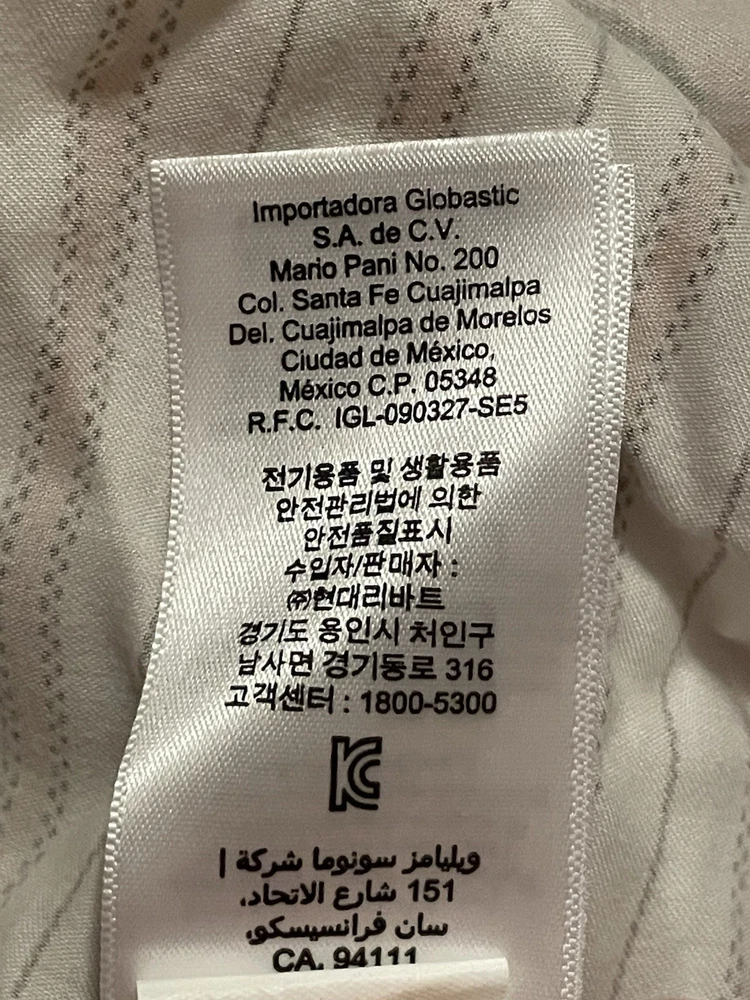 Importadora Globastic
S.A. de C.V.
Mario Pani No. 200
Col. Santa Fe Cuajimalpa
Del. Cuajimalpa de Morelos
Ciudad de México,
México C.P. 05348
R.F.C. IGL-090327-SE5
전기용품 및 생활용품
안전관리법에 의한
안전품질표시
수입자/판매자 :
㈜현대리바트
경기도 용인시 처인구
남사면 경기동로 316
고객센터 : 1800-5300
KC
ويليامز سونوما شركة |
151 شارع الاتحاد،
سان فرانسيسكو،
CA. 94111